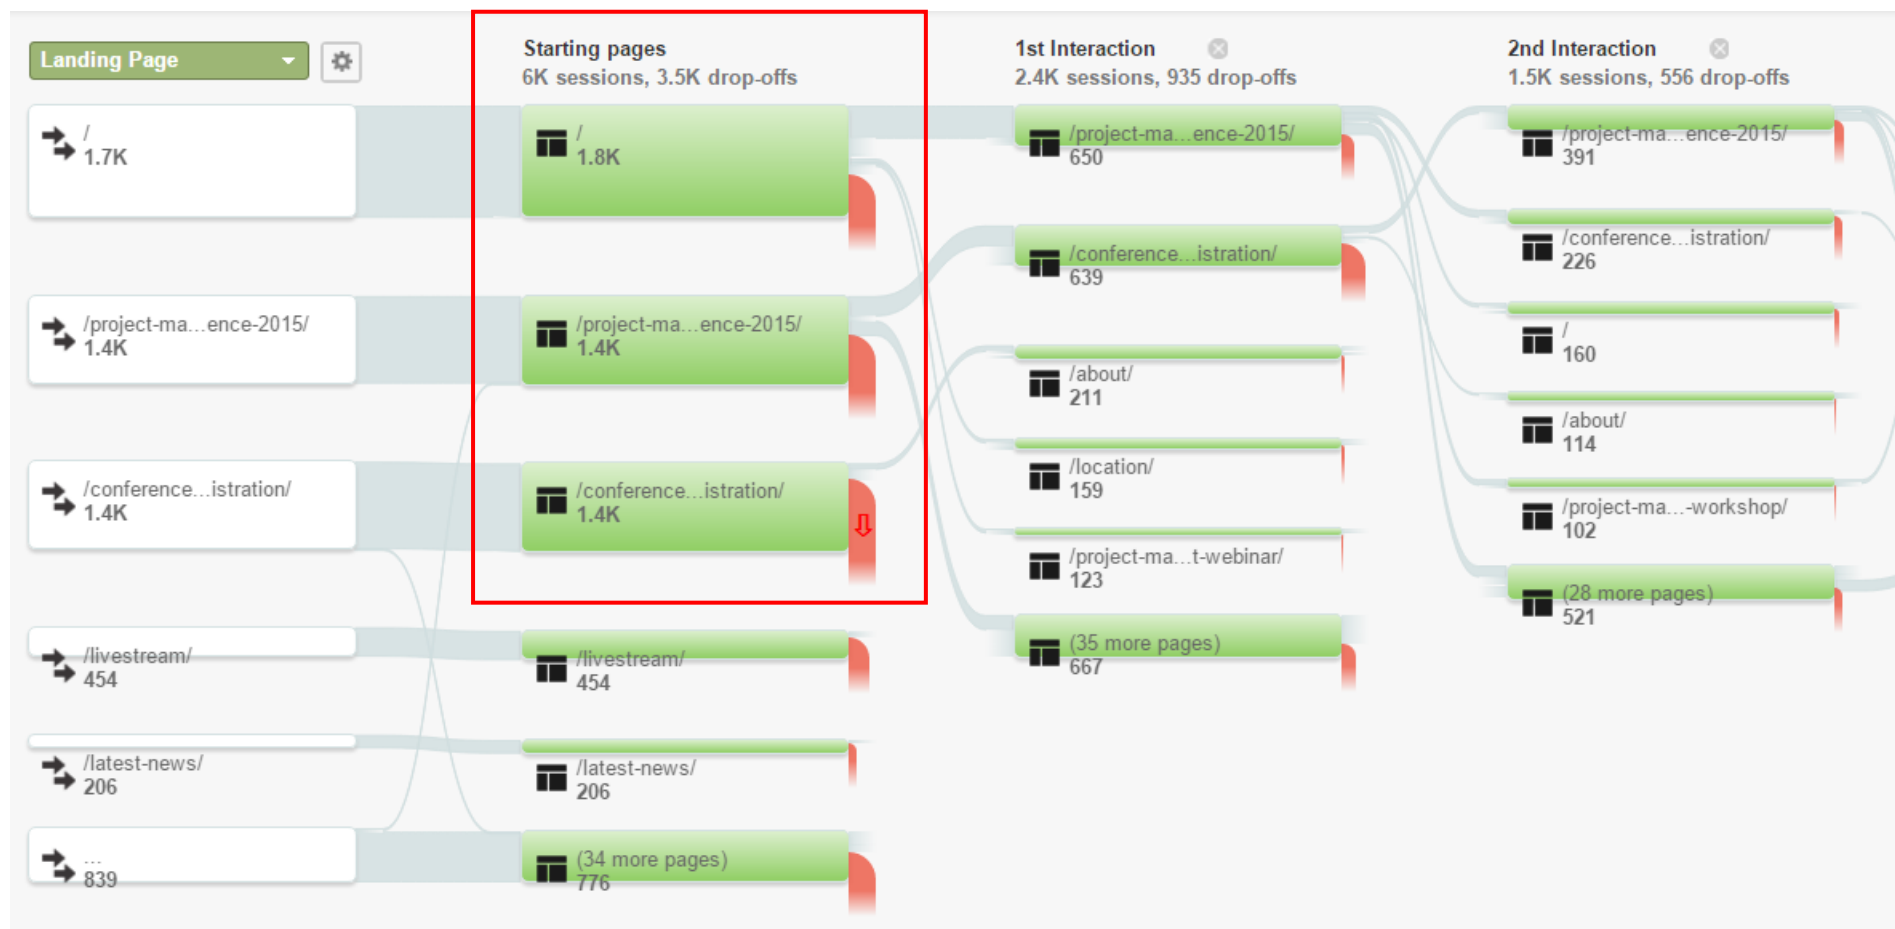 Landing Page
/
1.7K
/project-ma...ence-2015/
1.4K
/conference...istration/
1.4K
/livestream/
454
/latest-news/
206
...
839
Starting pages
6K sessions, 3.5K drop-offs
/
1.8K
/project-ma...ence-2015/
1.4K
/conference...istration/
1.4K
/livestream/
454
/latest-news/
206
(34 more pages)
776
1st Interaction
2.4K sessions, 935 drop-offs
/project-ma...ence-2015/
650
/conference...istration/
639
/about/
211
/location/
159
/project-ma...t-webinar/
123
(35 more pages)
667
2nd Interaction
1.5K sessions, 556 drop-offs
/project-ma...ence-2015/
391
/conference...istration/
226
/
160
/about/
114
/project-ma...-workshop/
102
(28 more pages)
521